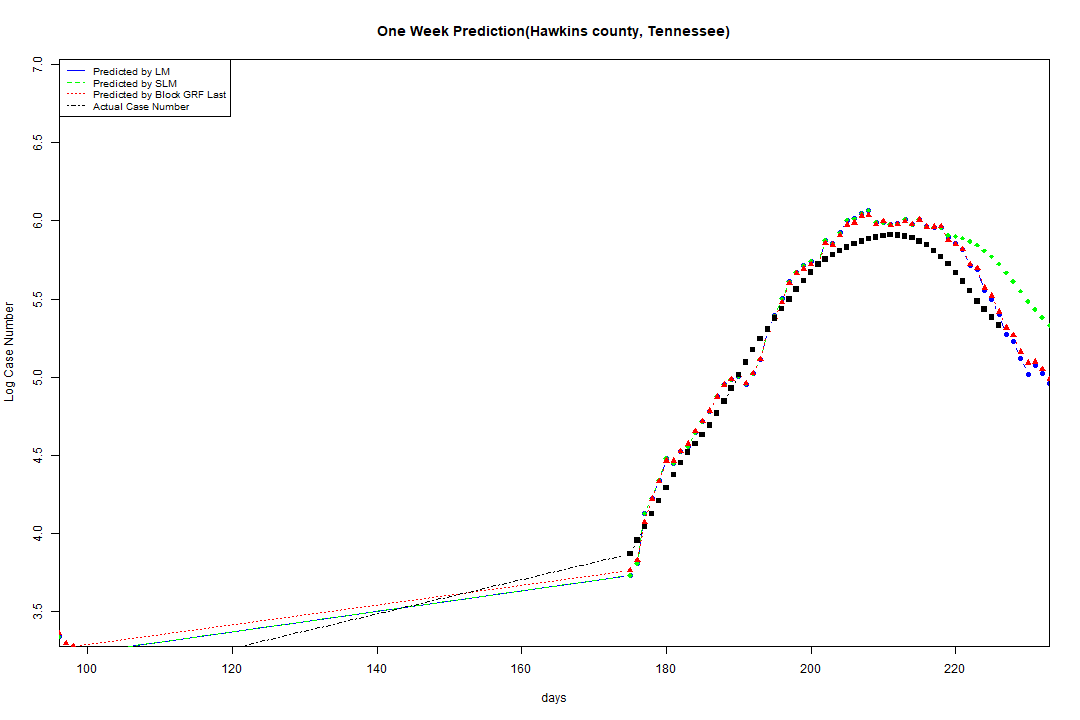 One Week Prediction(Hawkins county, Tennessee)
Predicted by LM
Predicted by SLM
Predicted by Block GRF Last
Actual Case Number
Log Case Number
7.0
6.5
6.0
5.5
5.0
4.5
4.0
3.5
100 120 140 160 180 200 220
days